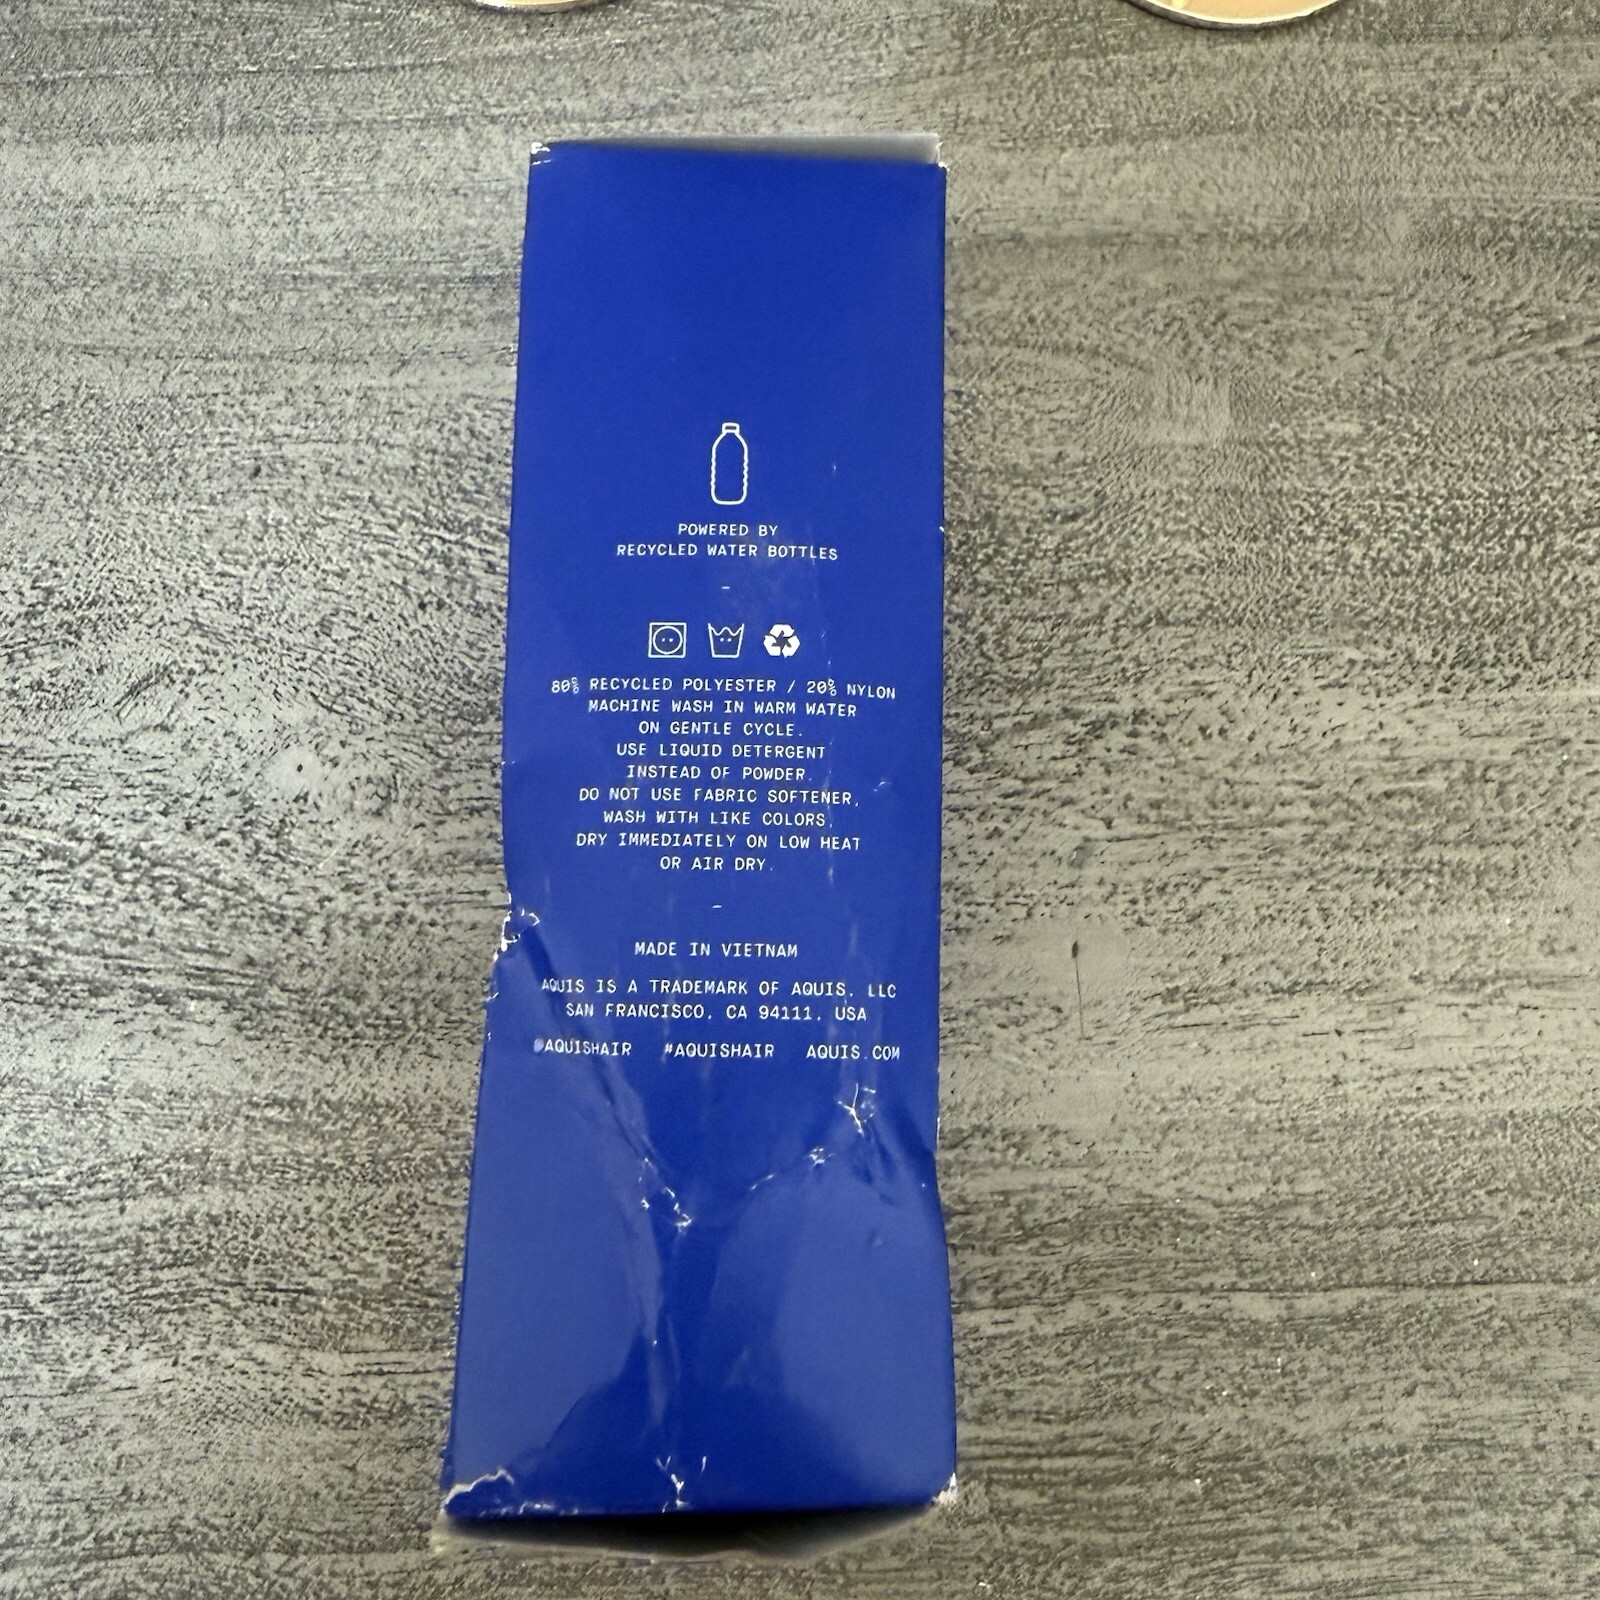 POWERED BY
RECYCLED WATER BOTTLES
-
80% RECYCLED POLYESTER / 20% NYLON
MACHINE WASH IN WARM WATER
ON GENTLE CYCLE.
USE LIQUID DETERGENT
INSTEAD OF POWDER.
DO NOT USE FABRIC SOFTENER.
WASH WITH LIKE COLORS.
DRY IMMEDIATELY ON LOW HEAT
OR AIR DRY.
-
MADE IN VIETNAM
AQUIS IS A TRADEMARK OF AQUIS, LLC
SAN FRANCISCO, CA 94111, USA
@AQUISHAIR #AQUISHAIR AQUIS.COM